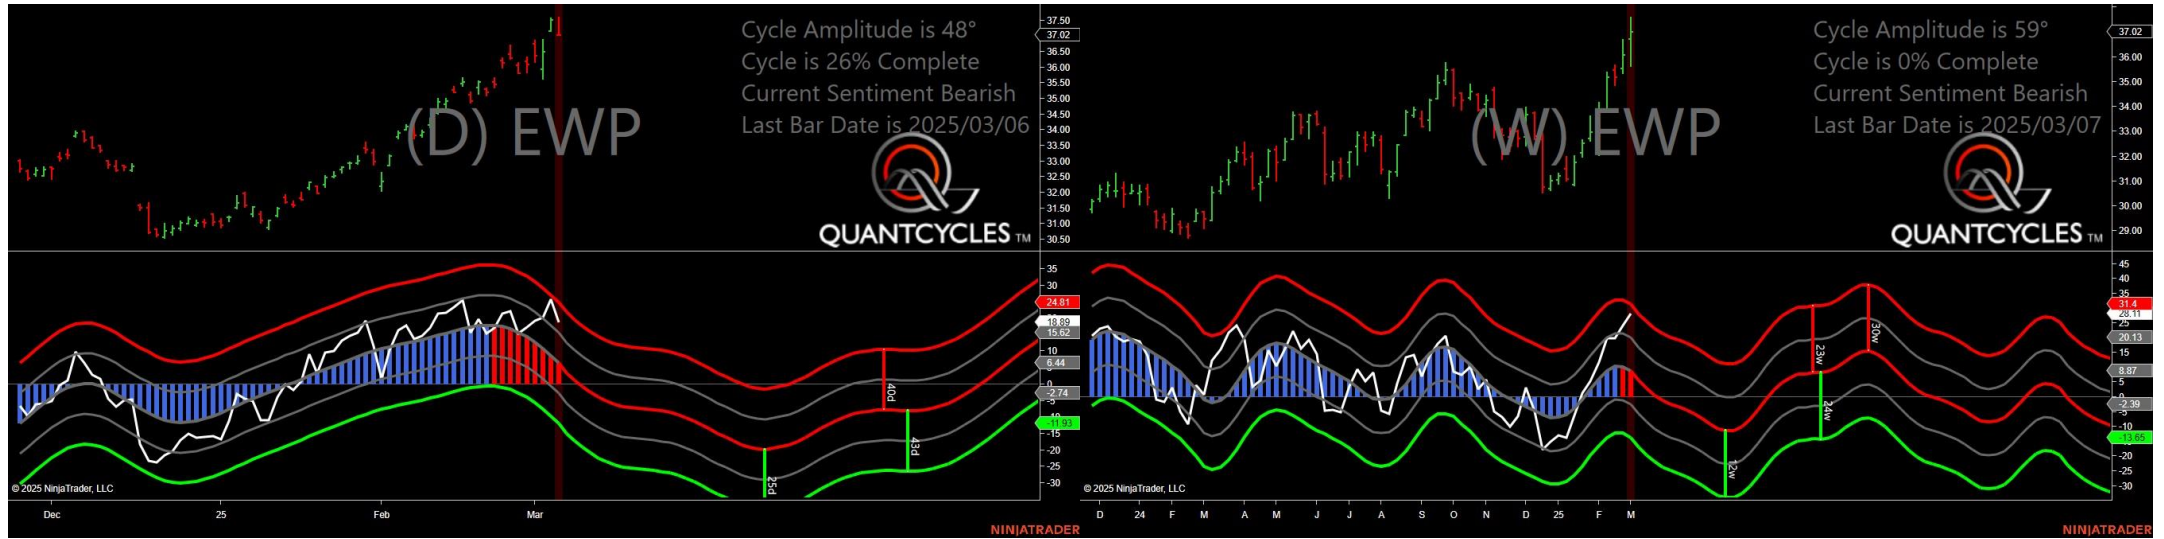 Cycle Amplitude is 48°
Cycle is 26% Complete
Current Sentiment Bearish
Last Bar Date is 2025/03/06
(D) EWP
QUANTCYCLES TM
37.50
37.02
36.50
36.00
35.50
35.00
34.50
34.00
33.50
33.00
32.50
32.00
31.50
31.00
30.50
35
30
24.81
18.89
15.62
10
6.44
0
-2.74
-5
-11.93
-15
-20
-25
-30
25d
40d
43d
© 2025 NinjaTrader, LLC
Dec 25 Feb Mar
NINJATRADER
Cycle Amplitude is 59°
Cycle is 0% Complete
Current Sentiment Bearish
Last Bar Date is 2025/03/07
(W) EWP
QUANTCYCLES TM
37.02
36.00
35.00
34.00
33.00
32.00
31.00
30.00
29.00
45
40
35
31.4
28.11
25
20.13
15
8.87
5
0
-2.39
-5
-10
-13.65
-20
-25
-30
12w
23w
24w
30w
© 2025 NinjaTrader, LLC
D 24 F M A M J J A S O N D 25 F M
NINJATRADER